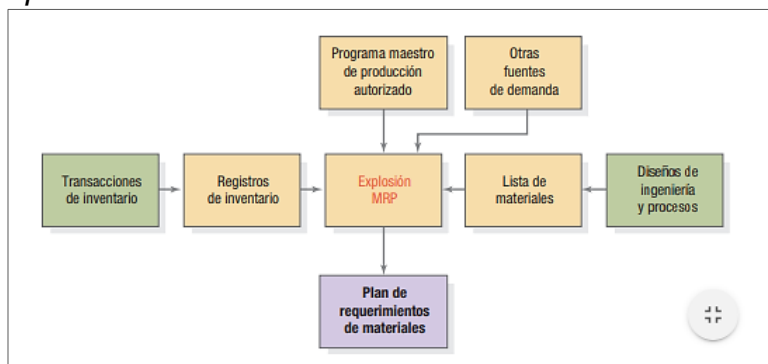 Programa maestro
de producción
autorizado
Otras
fuentes
de demanda
Transacciones
de inventario
Registros
de inventario
Explosión
MRP
Lista de
materiales
Diseños de
ingeniería
y procesos
Plan de
requerimientos
de materiales